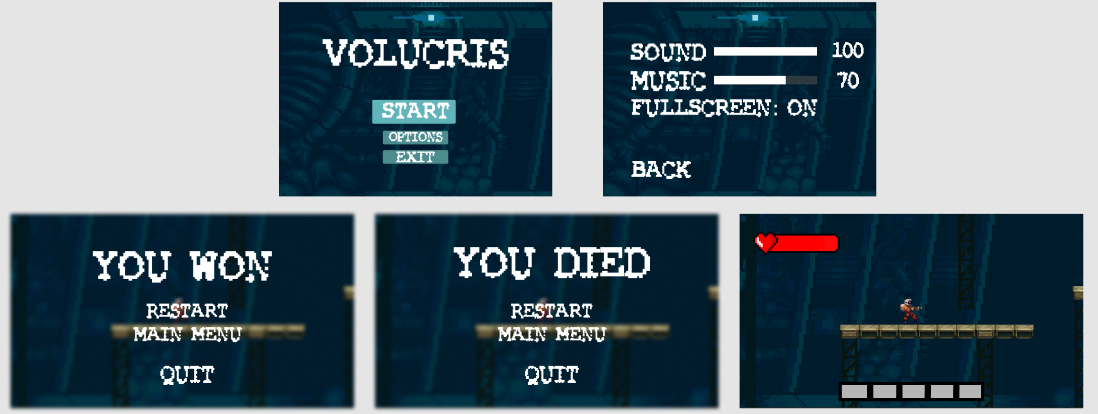 VOLUCRIS
START
OPTIONS
EXIT
SOUND 100
MUSIC 70
FULLSCREEN: ON
BACK
YOU WON
RESTART
MAIN MENU
QUIT
YOU DIED
RESTART
MAIN MENU
QUIT